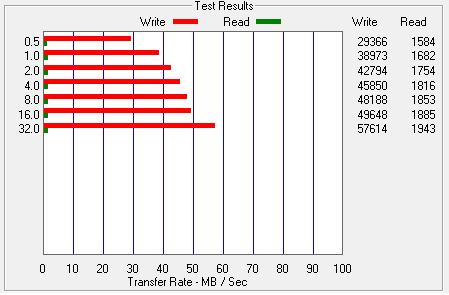 Test Results
Write Read Write Read
0.5 29366 1584
1.0 38973 1682
2.0 42794 1754
4.0 45850 1816
8.0 48188 1853
16.0 49648 1885
32.0 57614 1943
0 10 20 30 40 50 60 70 80 90 100
Transfer Rate - MB / Sec